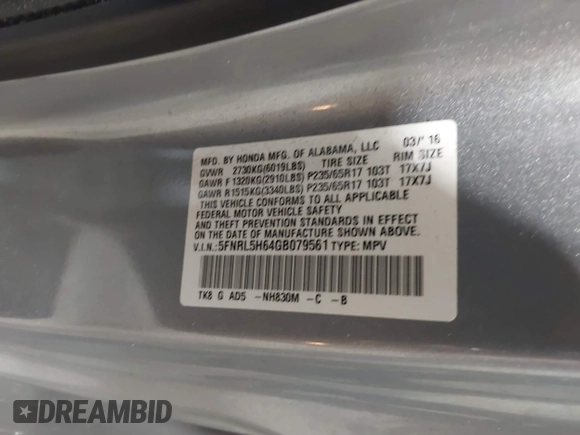 MFD. BY HONDA MFG. OF ALABAMA, LLC 03/'16
GVWR 2730KG(6019LBS) TIRE SIZE RIM SIZE
GAWR F 1320KG(2910LBS) P235/65R17 103T 17X7J
GAWR R1515KG(3340LBS) P235/65R17 103T 17X7J
THIS VEHICLE CONFORMS TO ALL APPLICABLE
FEDERAL MOTOR VEHICLE SAFETY
AND THEFT PREVENTION STANDARDS IN EFFECT
ON THE DATE OF MANUFACTURE SHOWN ABOVE.
V.I.N.:5FNRL5H64GB079561 TYPE: MPV
TK8 G AD5 -NH830M -C -B
DREAMBID